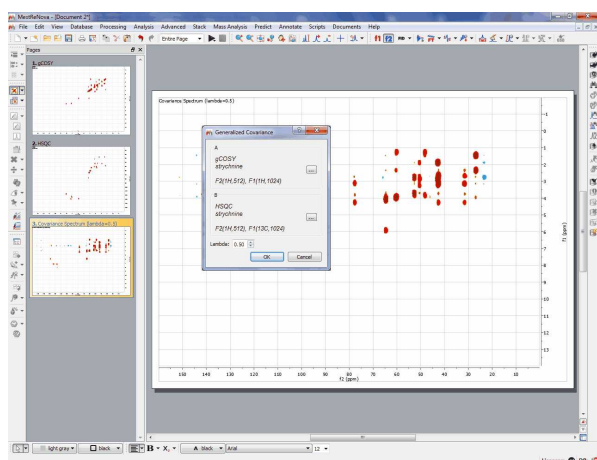 MestReNova - [Document 2*]
File Edit View Databases Processing Analysis Advanced Stack Mass Analysis Predict Annotate Scripts Documents Help
Entire Page
Pages
1. gCOSY
2. HSQC
3. Covariance Spectrum (lambda=0.5)
Covariance Spectrum (lambda=0.5)
Generalized Covariance
A
gCOSY
strychnine
...
F2(1H,512), F1(1H,1024)
B
HSQC
strychnine
...
F2(1H,512), F1(13C,1024)
Lambda: 0.50
OK Cancel
-1
0
1
2
3
4
5
6
7
8
9
10
11
12
13
f1 (ppm)
150 140 130 120 110 100 90 80 70 60 50 40 30 20 10
f2 (ppm)
light gray black B X, A black Arial 12